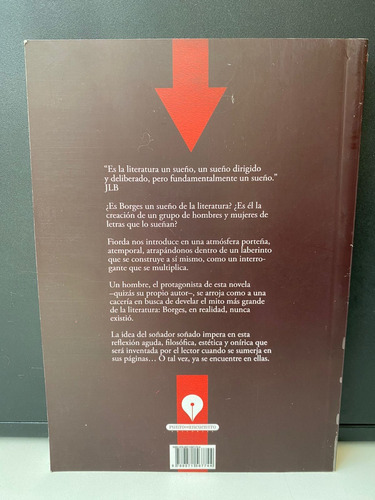 “Es la literatura un sueño, un sueño dirigido
y deliberado, pero fundamentalmente un sueño.”
JLB
¿Es Borges un sueño de la literatura? ¿Es él la
creación de un grupo de hombres y mujeres de
letras que lo sueñan?
Fiorda nos introduce en una atmósfera porteña,
atemporal, atrapándonos dentro de un laberinto
que se construye a sí mismo, como un interro-
gante que se multiplica.
Un hombre, el protagonista de esta novela
–quizás su propio autor–, se arroja como a una
cacería en busca de develar el mito más grande
de la literatura: Borges, en realidad, nunca
existió.
La idea del soñador soñado impera en esta
reflexión aguda, filosófica, estética y onírica que
será inventada por el lector cuando se sumerja en
sus páginas... O tal vez, ya se encuentre en ellas.